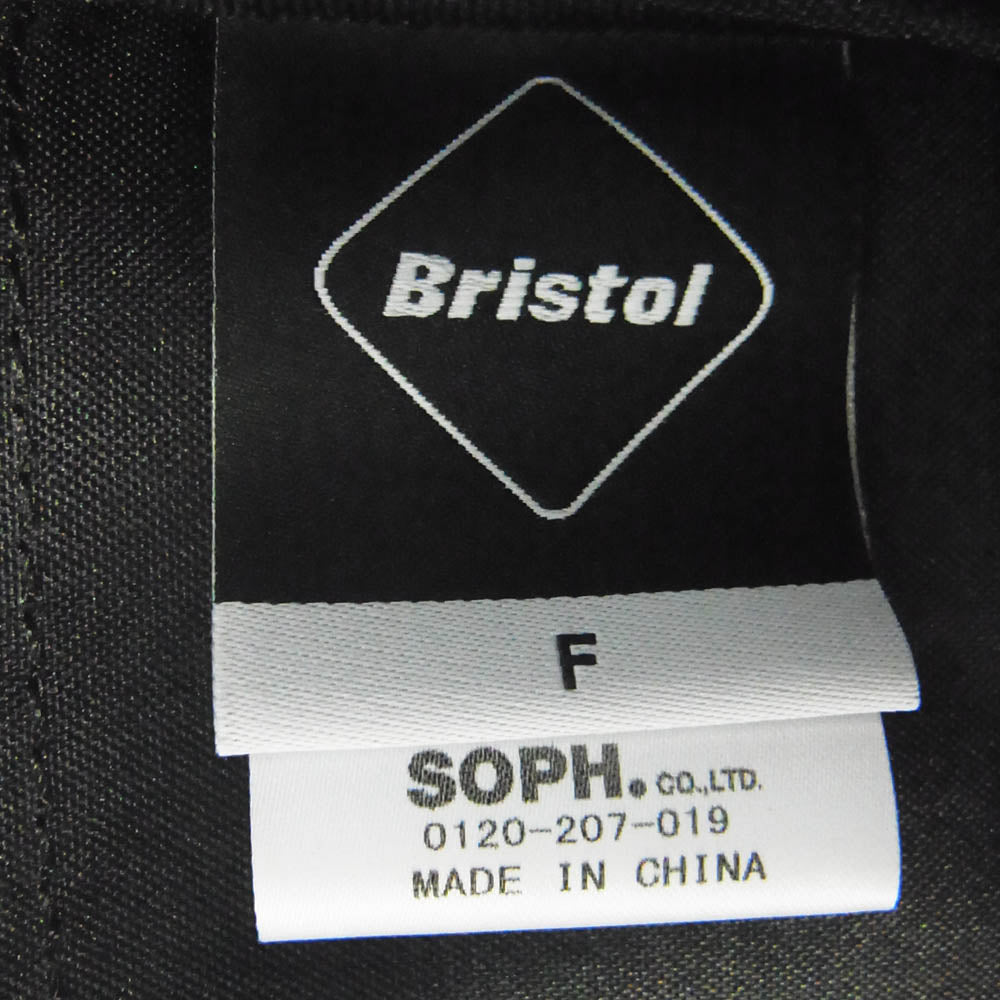 Bristol
F
SOPH. CO.,LTD.
0120-207-019
MADE IN CHINA